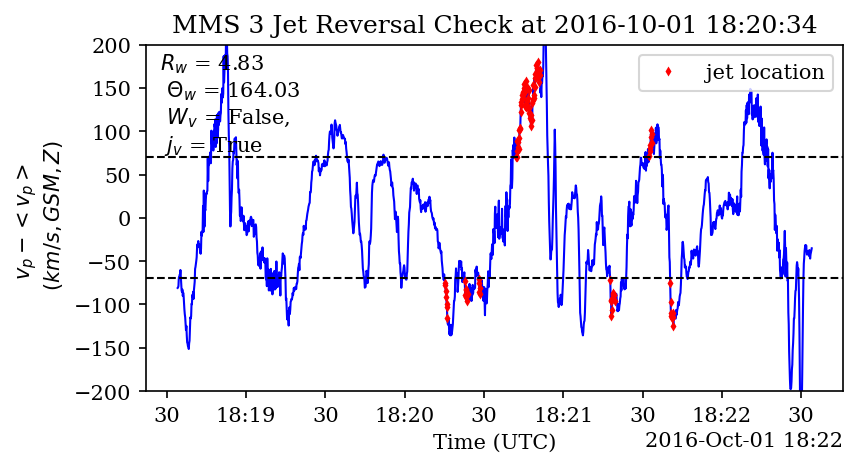 MMS 3 Jet Reversal Check at 2016-10-01 18:20:34
R_w = 4.83
Θ_w = 164.03
W_v = False,
j_v = True
jet location
v_p − < v_p >
(km/s, GSM, Z)
200
150
100
50
0
−50
−100
−150
−200
30 18:19 30 18:20 30 18:21 30 18:22 30
Time (UTC)
2016-Oct-01 18:22